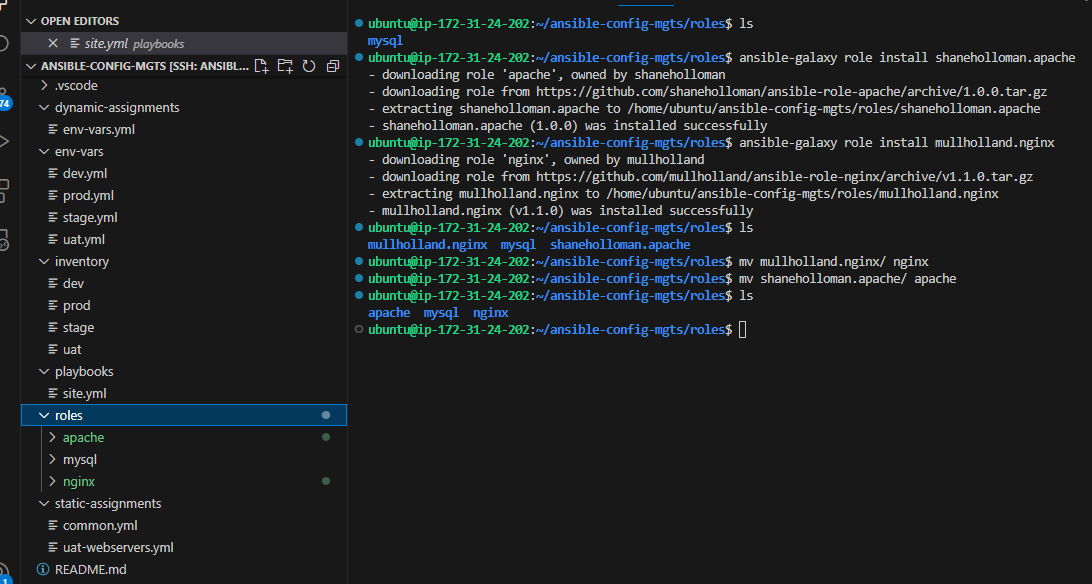 OPEN EDITORS
site.yml playbooks
ANSIBLE-CONFIG-MGTS [SSH: ANSIBL...
.vscode
dynamic-assignments
env-vars.yml
env-vars
dev.yml
prod.yml
stage.yml
uat.yml
inventory
dev
prod
stage
uat
playbooks
site.yml
roles
apache
mysql
nginx
static-assignments
common.yml
uat-webservers.yml
README.md
74
1
ubuntu@ip-172-31-24-202:~/ansible-config-mgts/roles$ ls
mysql
ubuntu@ip-172-31-24-202:~/ansible-config-mgts/roles$ ansible-galaxy role install shaneholloman.apache
- downloading role 'apache', owned by shaneholloman
- downloading role from https://github.com/shaneholloman/ansible-role-apache/archive/1.0.0.tar.gz
- extracting shaneholloman.apache to /home/ubuntu/ansible-config-mgts/roles/shaneholloman.apache
- shaneholloman.apache (1.0.0) was installed successfully
ubuntu@ip-172-31-24-202:~/ansible-config-mgts/roles$ ansible-galaxy role install mullholland.nginx
- downloading role 'nginx', owned by mullholland
- downloading role from https://github.com/mullholland/ansible-role-nginx/archive/v1.1.0.tar.gz
- extracting mullholland.nginx to /home/ubuntu/ansible-config-mgts/roles/mullholland.nginx
- mullholland.nginx (v1.1.0) was installed successfully
ubuntu@ip-172-31-24-202:~/ansible-config-mgts/roles$ ls
mullholland.nginx mysql shaneholloman.apache
ubuntu@ip-172-31-24-202:~/ansible-config-mgts/roles$ mv mullholland.nginx/ nginx
ubuntu@ip-172-31-24-202:~/ansible-config-mgts/roles$ mv shaneholloman.apache/ apache
ubuntu@ip-172-31-24-202:~/ansible-config-mgts/roles$ ls
apache mysql nginx
ubuntu@ip-172-31-24-202:~/ansible-config-mgts/roles$